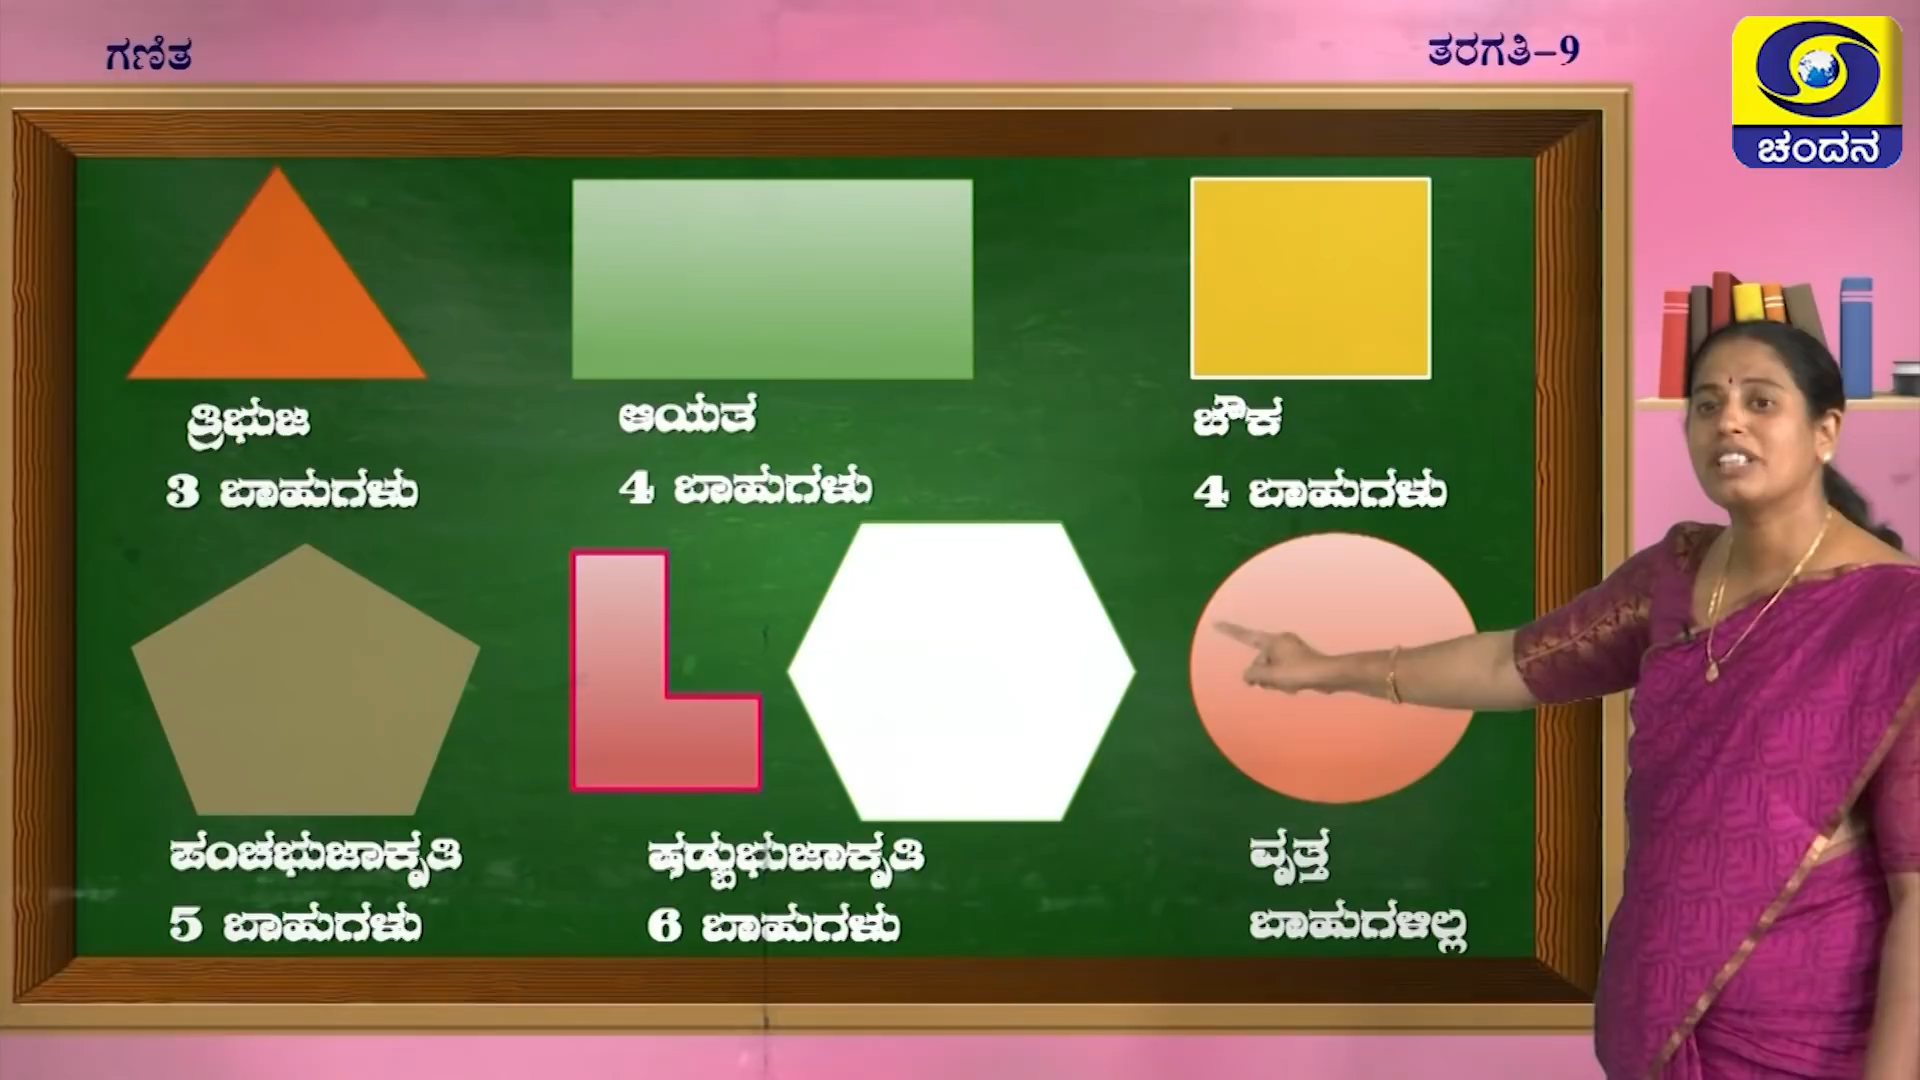 ಗಣಿತ
ತರಗತಿ-9
ಚಂದನ
ತ್ರಿಭುಜ
3 ಬಾಹುಗಳು
ಆಯತ
4 ಬಾಹುಗಳು
ಚೌಕ
4 ಬಾಹುಗಳು
ಪಂಚಭುಜಾಕೃತಿ
5 ಬಾಹುಗಳು
ಷಡ್ಭುಜಾಕೃತಿ
6 ಬಾಹುಗಳು
ವೃತ್ತ
ಬಾಹುಗಳಿಲ್ಲ